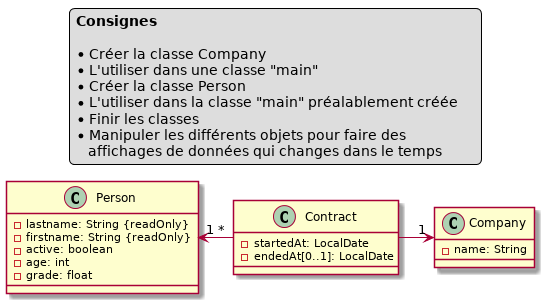 Consignes
• Créer la classe Company
• L'utiliser dans une classe "main"
• Créer la classe Person
• L'utiliser dans la classe "main" préalablement créée
• Finir les classes
• Manipuler les différents objets pour faire des
affichages de données qui changes dans le temps
C Person
lastname: String {readOnly}
firstname: String {readOnly}
active: boolean
age: int
grade: float
1 *
C Contract
startedAt: LocalDate
endedAt[0..1]: LocalDate
1
C Company
name: String